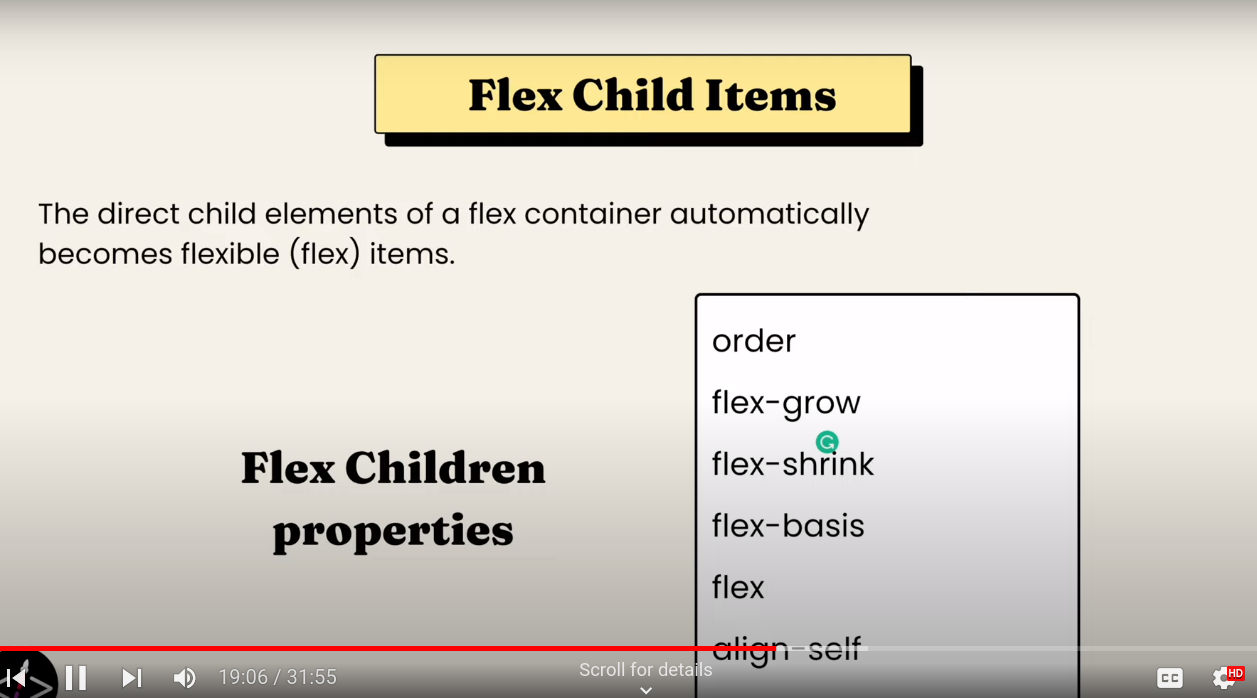 Flex Child Items
The direct child elements of a flex container automatically
becomes flexible (flex) items.
Flex Children
properties
order
flex-grow
flex-shrink
flex-basis
flex
align-self
19:06 / 31:55
Scroll for details
CC
HD